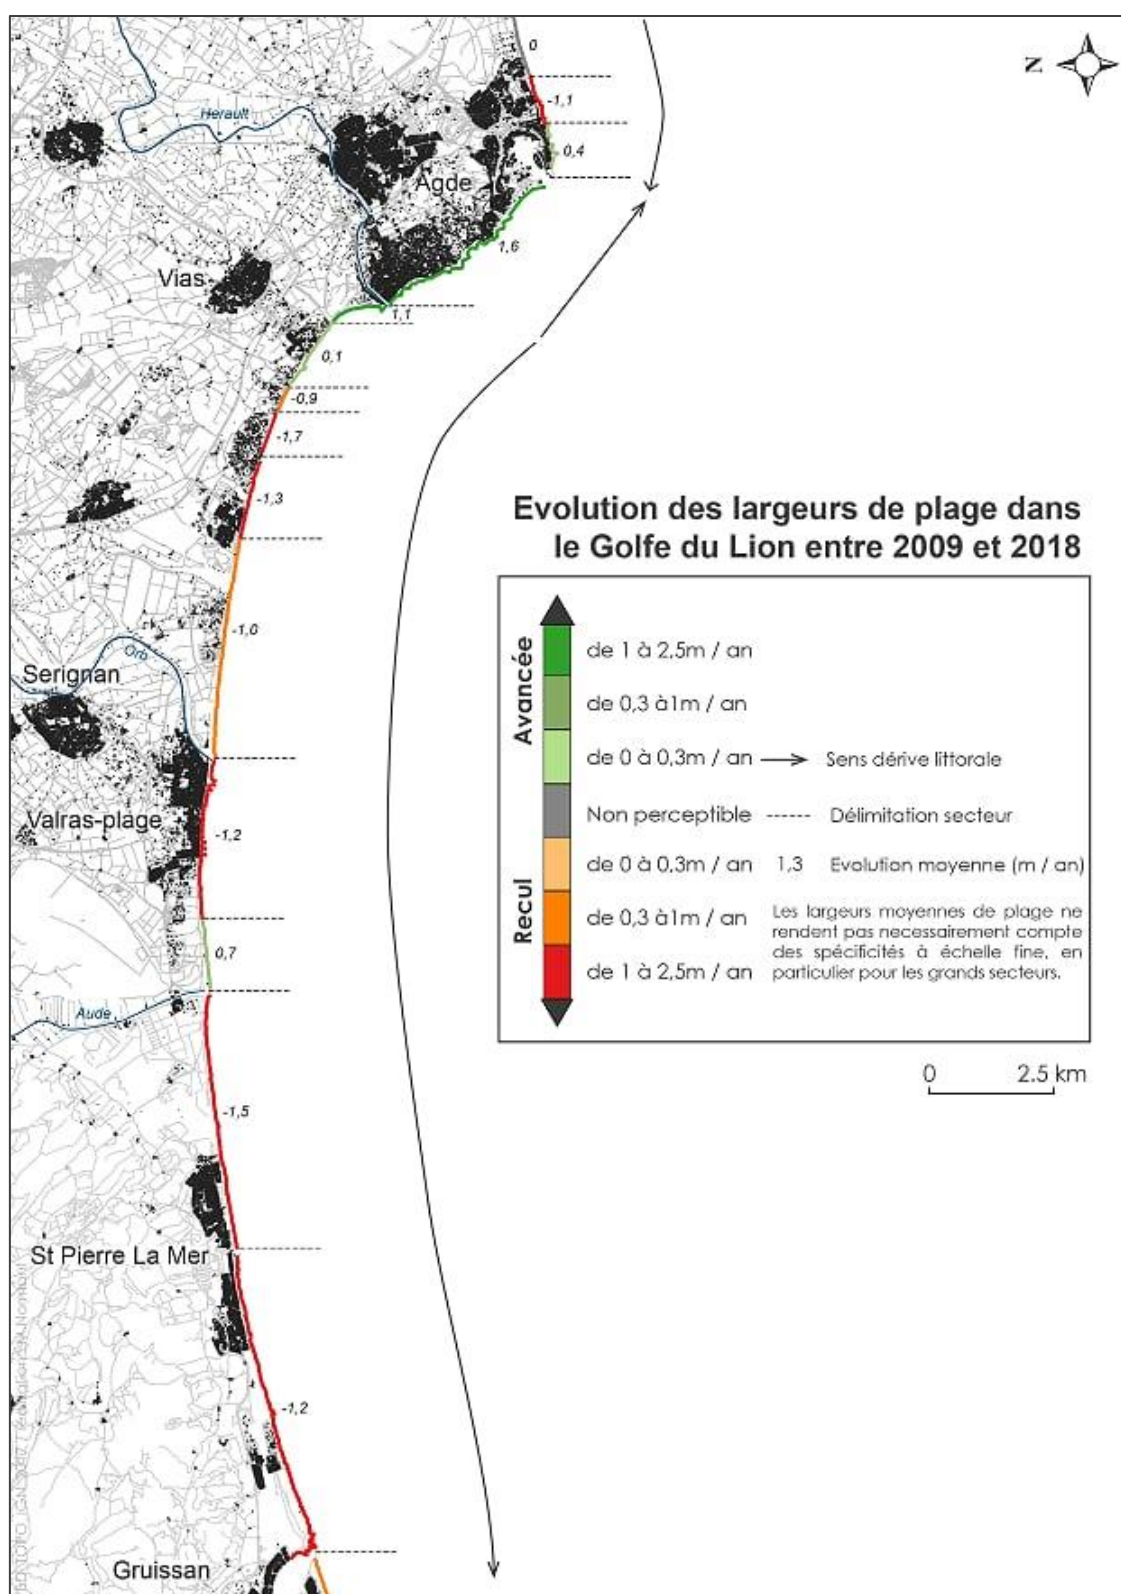 N
0
-1,1
Herault
0,4
Agde
1,6
Vias
1,1
0,1
-0,9
-1,7
-1,3
Evolution des largeurs de plage dans
le Golfe du Lion entre 2009 et 2018
Avancée
de 1 à 2,5m / an
de 0,3 à1m / an
de 0 à 0,3m / an
Sens dérive littorale
Non perceptible
Délimitation secteur
Recul
de 0 à 0,3m / an
1,3 Evolution moyenne (m / an)
de 0,3 à1m / an
de 1 à 2,5m / an
Les largeurs moyennes de plage ne
rendent pas necessairement compte
des spécificités à échelle fine, en
particulier pour les grands secteurs.
-1,0
Orb
Serignan
Valras-plage
-1,2
0,7
Aude
0 2.5 km
-1,5
St Pierre La Mer
-1,2
Gruissan